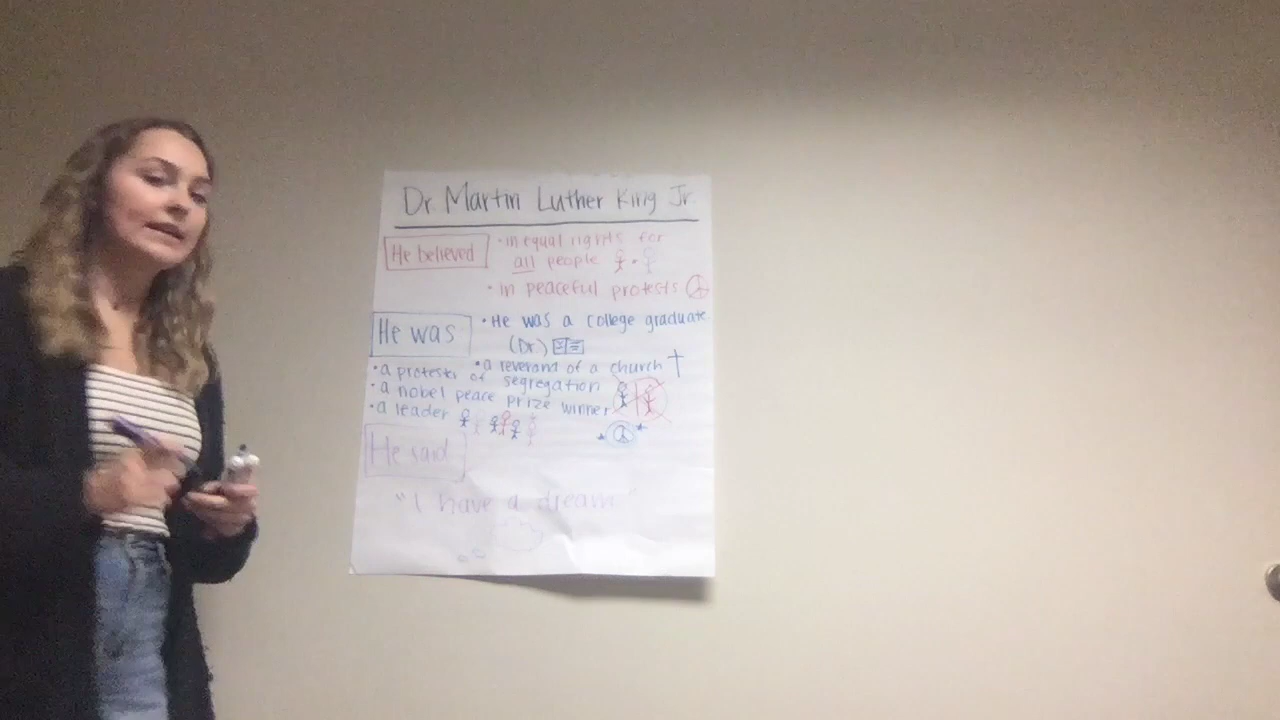 Dr. Martin Luther King Jr.
He believed
• in equal rights for
all people
• in peaceful protests
He was
• He was a college graduate
(Dr.)
• a reverand of a church
• a protester of segregation
• a nobel peace prize winner
• a leader
He said
"I have a dream"